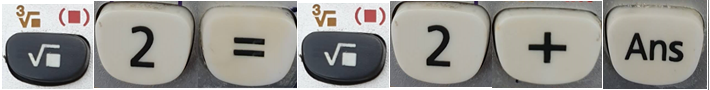 ³√■ (■) ³√■ (■)
√■ 2 = √■ 2 + Ans